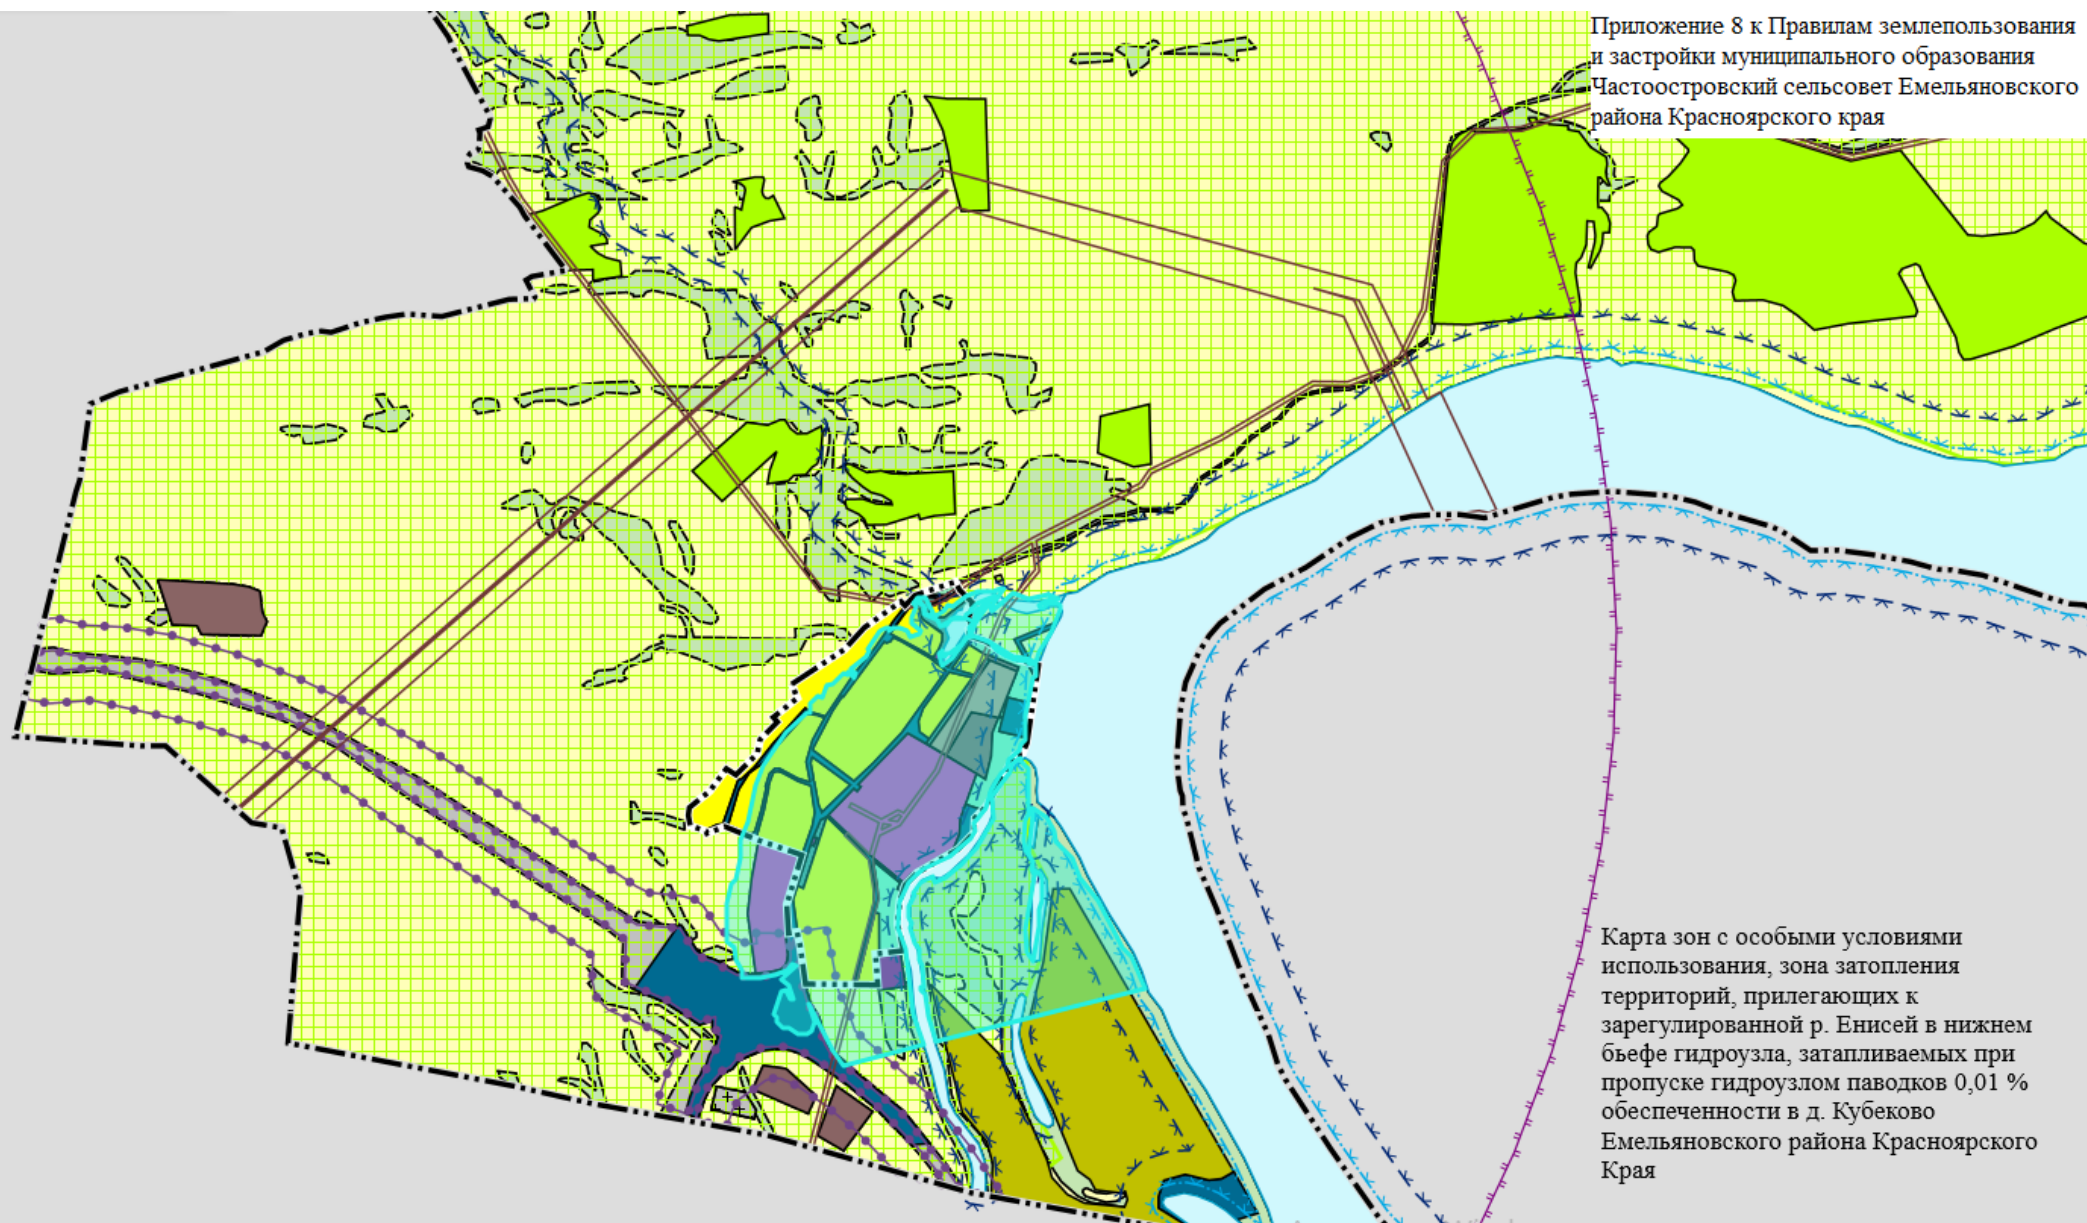 Приложение 8 к Правилам землепользования
и застройки муниципального образования
Частоостровский сельсовет Емельяновского
района Красноярского края
Карта зон с особыми условиями
использования, зона затопления
территорий, прилегающих к
зарегулированной р. Енисей в нижнем
бьефе гидроузла, затапливаемых при
пропуске гидроузлом паводков 0,01 %
обеспеченности в д. Кубеково
Емельяновского района Красноярского
Края